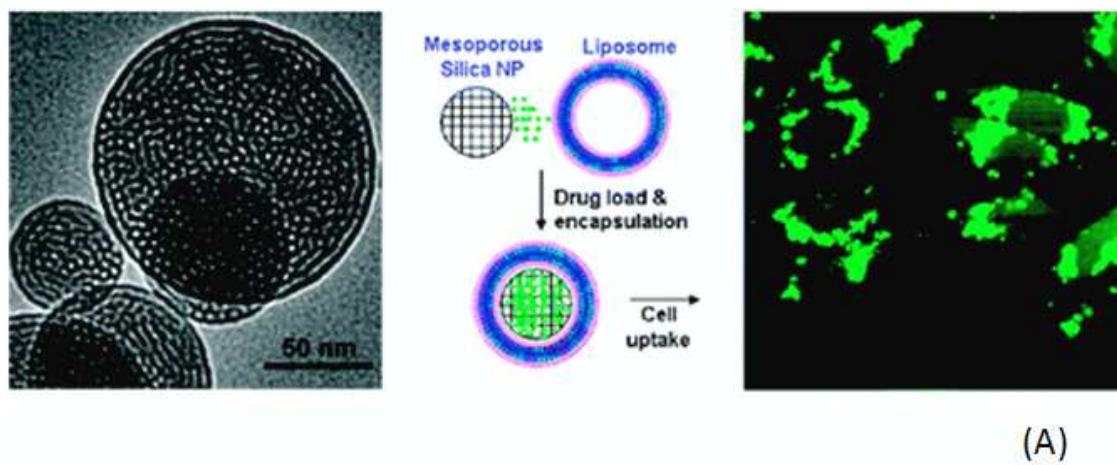 50 nm
Mesoporous Liposome
Silica NP
Drug load &
encapsulation
Cell
uptake
(A)